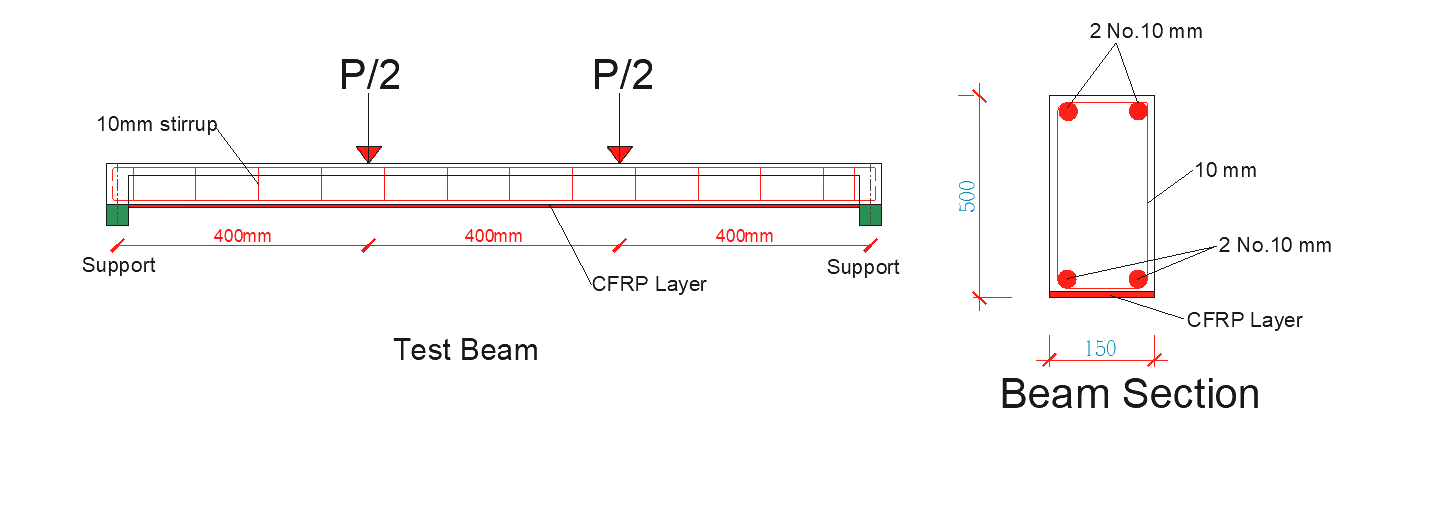 P/2
P/2
10mm stirrup
400mm
400mm
400mm
Support
Support
CFRP Layer
Test Beam
2 No.10 mm
10 mm
500
2 No.10 mm
CFRP Layer
150
Beam Section